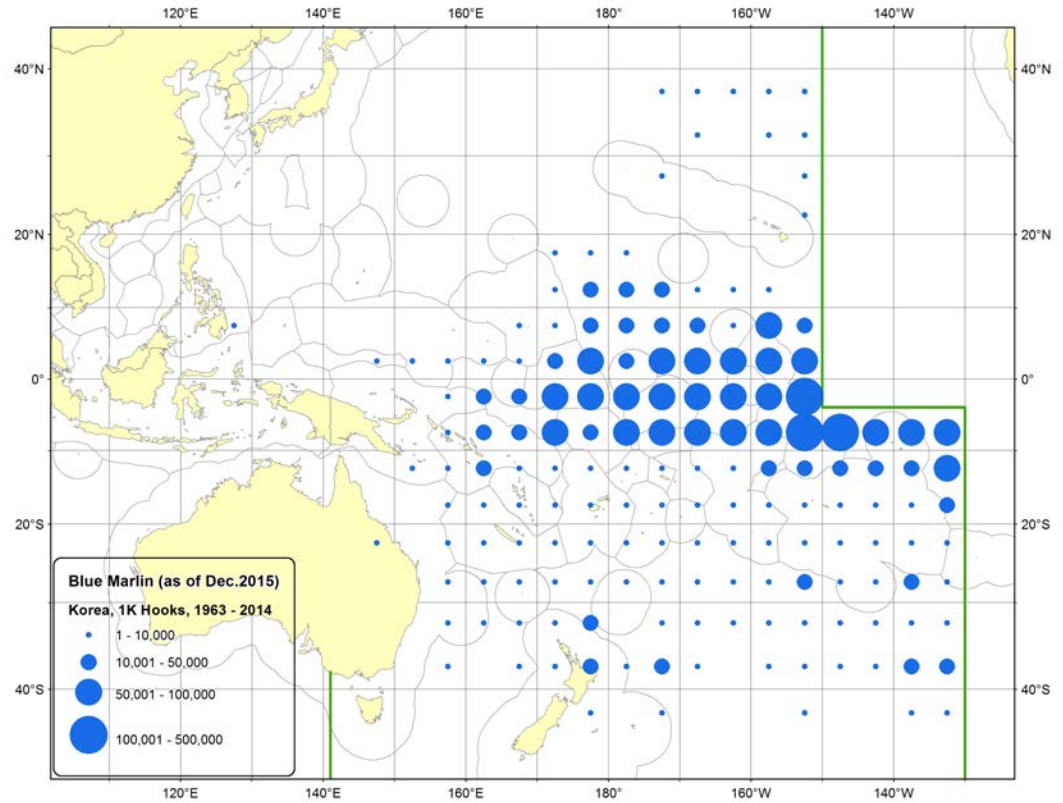 120°E 140°E 160°E 180° 160°W 140°W
40°N 40°N
20°N 20°N
0° 0°
20°S 20°S
40°S 40°S
Blue Marlin (as of Dec.2015)
Korea, 1K Hooks, 1963 - 2014
1 - 10,000
10,001 - 50,000
50,001 - 100,000
100,001 - 500,000
120°E 140°E 160°E 180° 160°W 140°W